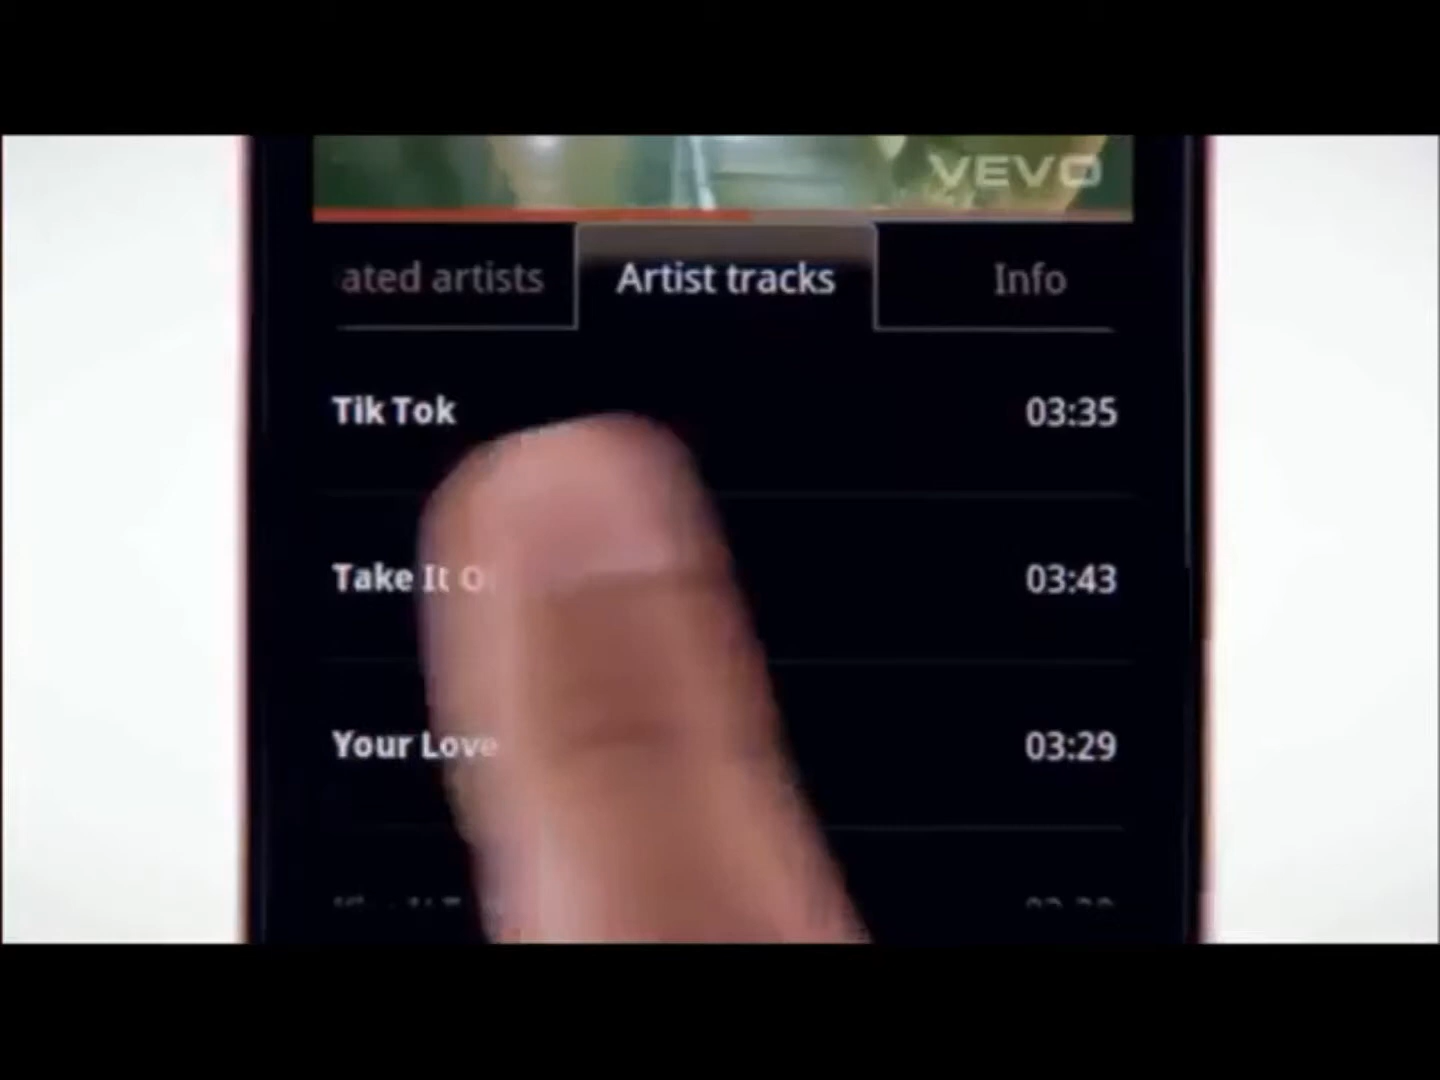 VEVO
ated artists Artist tracks Info
Tik Tok 03:35
Take It O 03:43
Your Love 03:29